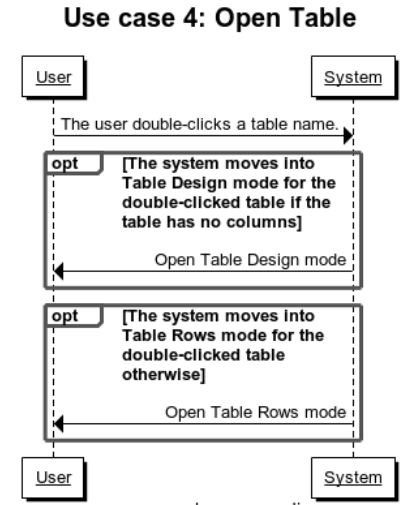 Use case 4: Open Table
User
System
The user double-clicks a table name.
opt
[The system moves into
Table Design mode for the
double-clicked table if the
table has no columns]
Open Table Design mode
opt
[The system moves into
Table Rows mode for the
double-clicked table
otherwise]
Open Table Rows mode
User
System